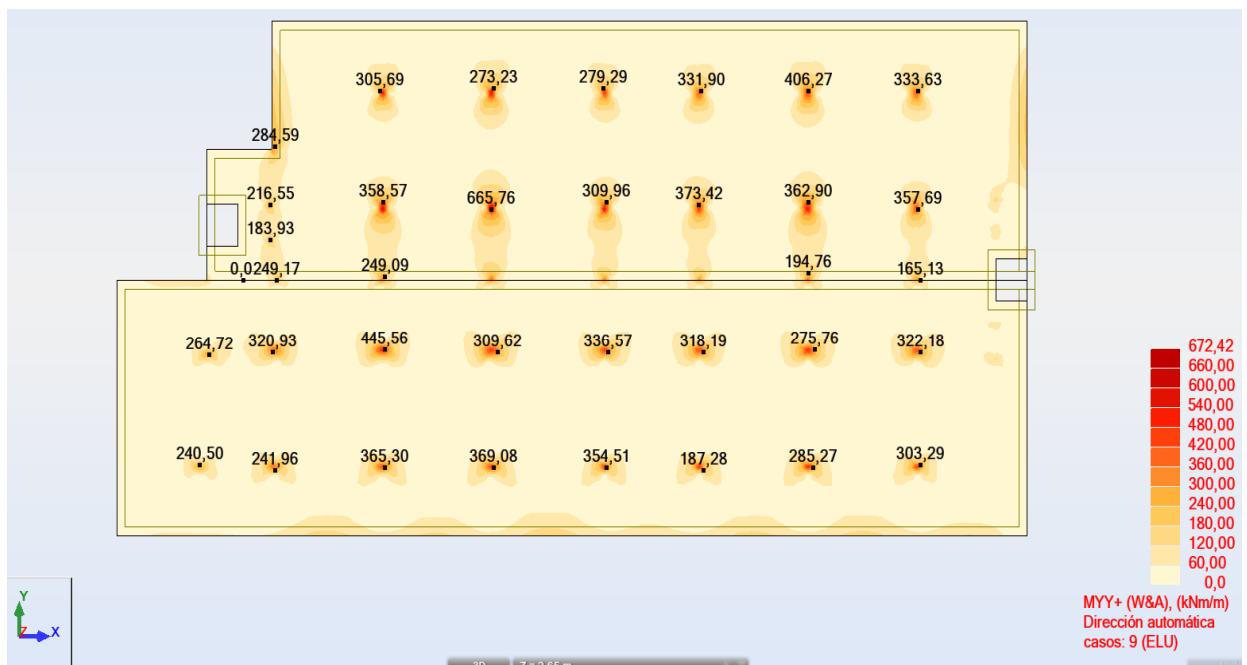 305,69 273,23 279,29 331,90 406,27 333,63
284,59
216,55 358,57 665,76 309,96 373,42 362,90 357,69
183,93
0,0249,17 249,09 194,76 165,13
264,72 320,93 445,56 309,62 336,57 318,19 275,76 322,18
240,50 241,96 365,30 369,08 354,51 187,28 285,27 303,29
672,42
660,00
600,00
540,00
480,00
420,00
360,00
300,00
240,00
180,00
120,00
60,00
0,0
MYY+ (W&A), (kNm/m)
Dirección automática
casos: 9 (ELU)
Y
Z X